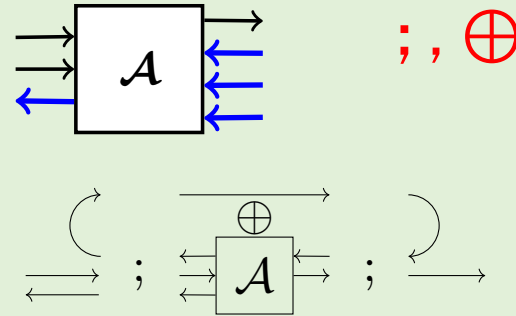 𝒜 ; , ⊕
⊕
; 𝒜 ;